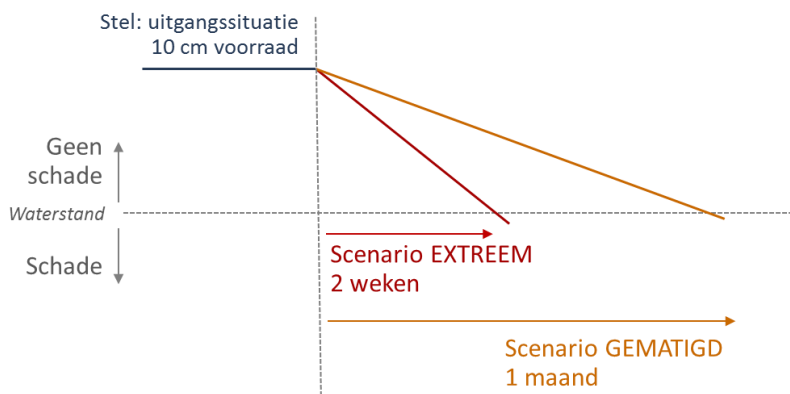 Stel: uitgangssituatie
10 cm voorraad
Geen
schade
Waterstand
Schade
Scenario EXTREEM
2 weken
Scenario GEMATIGD
1 maand